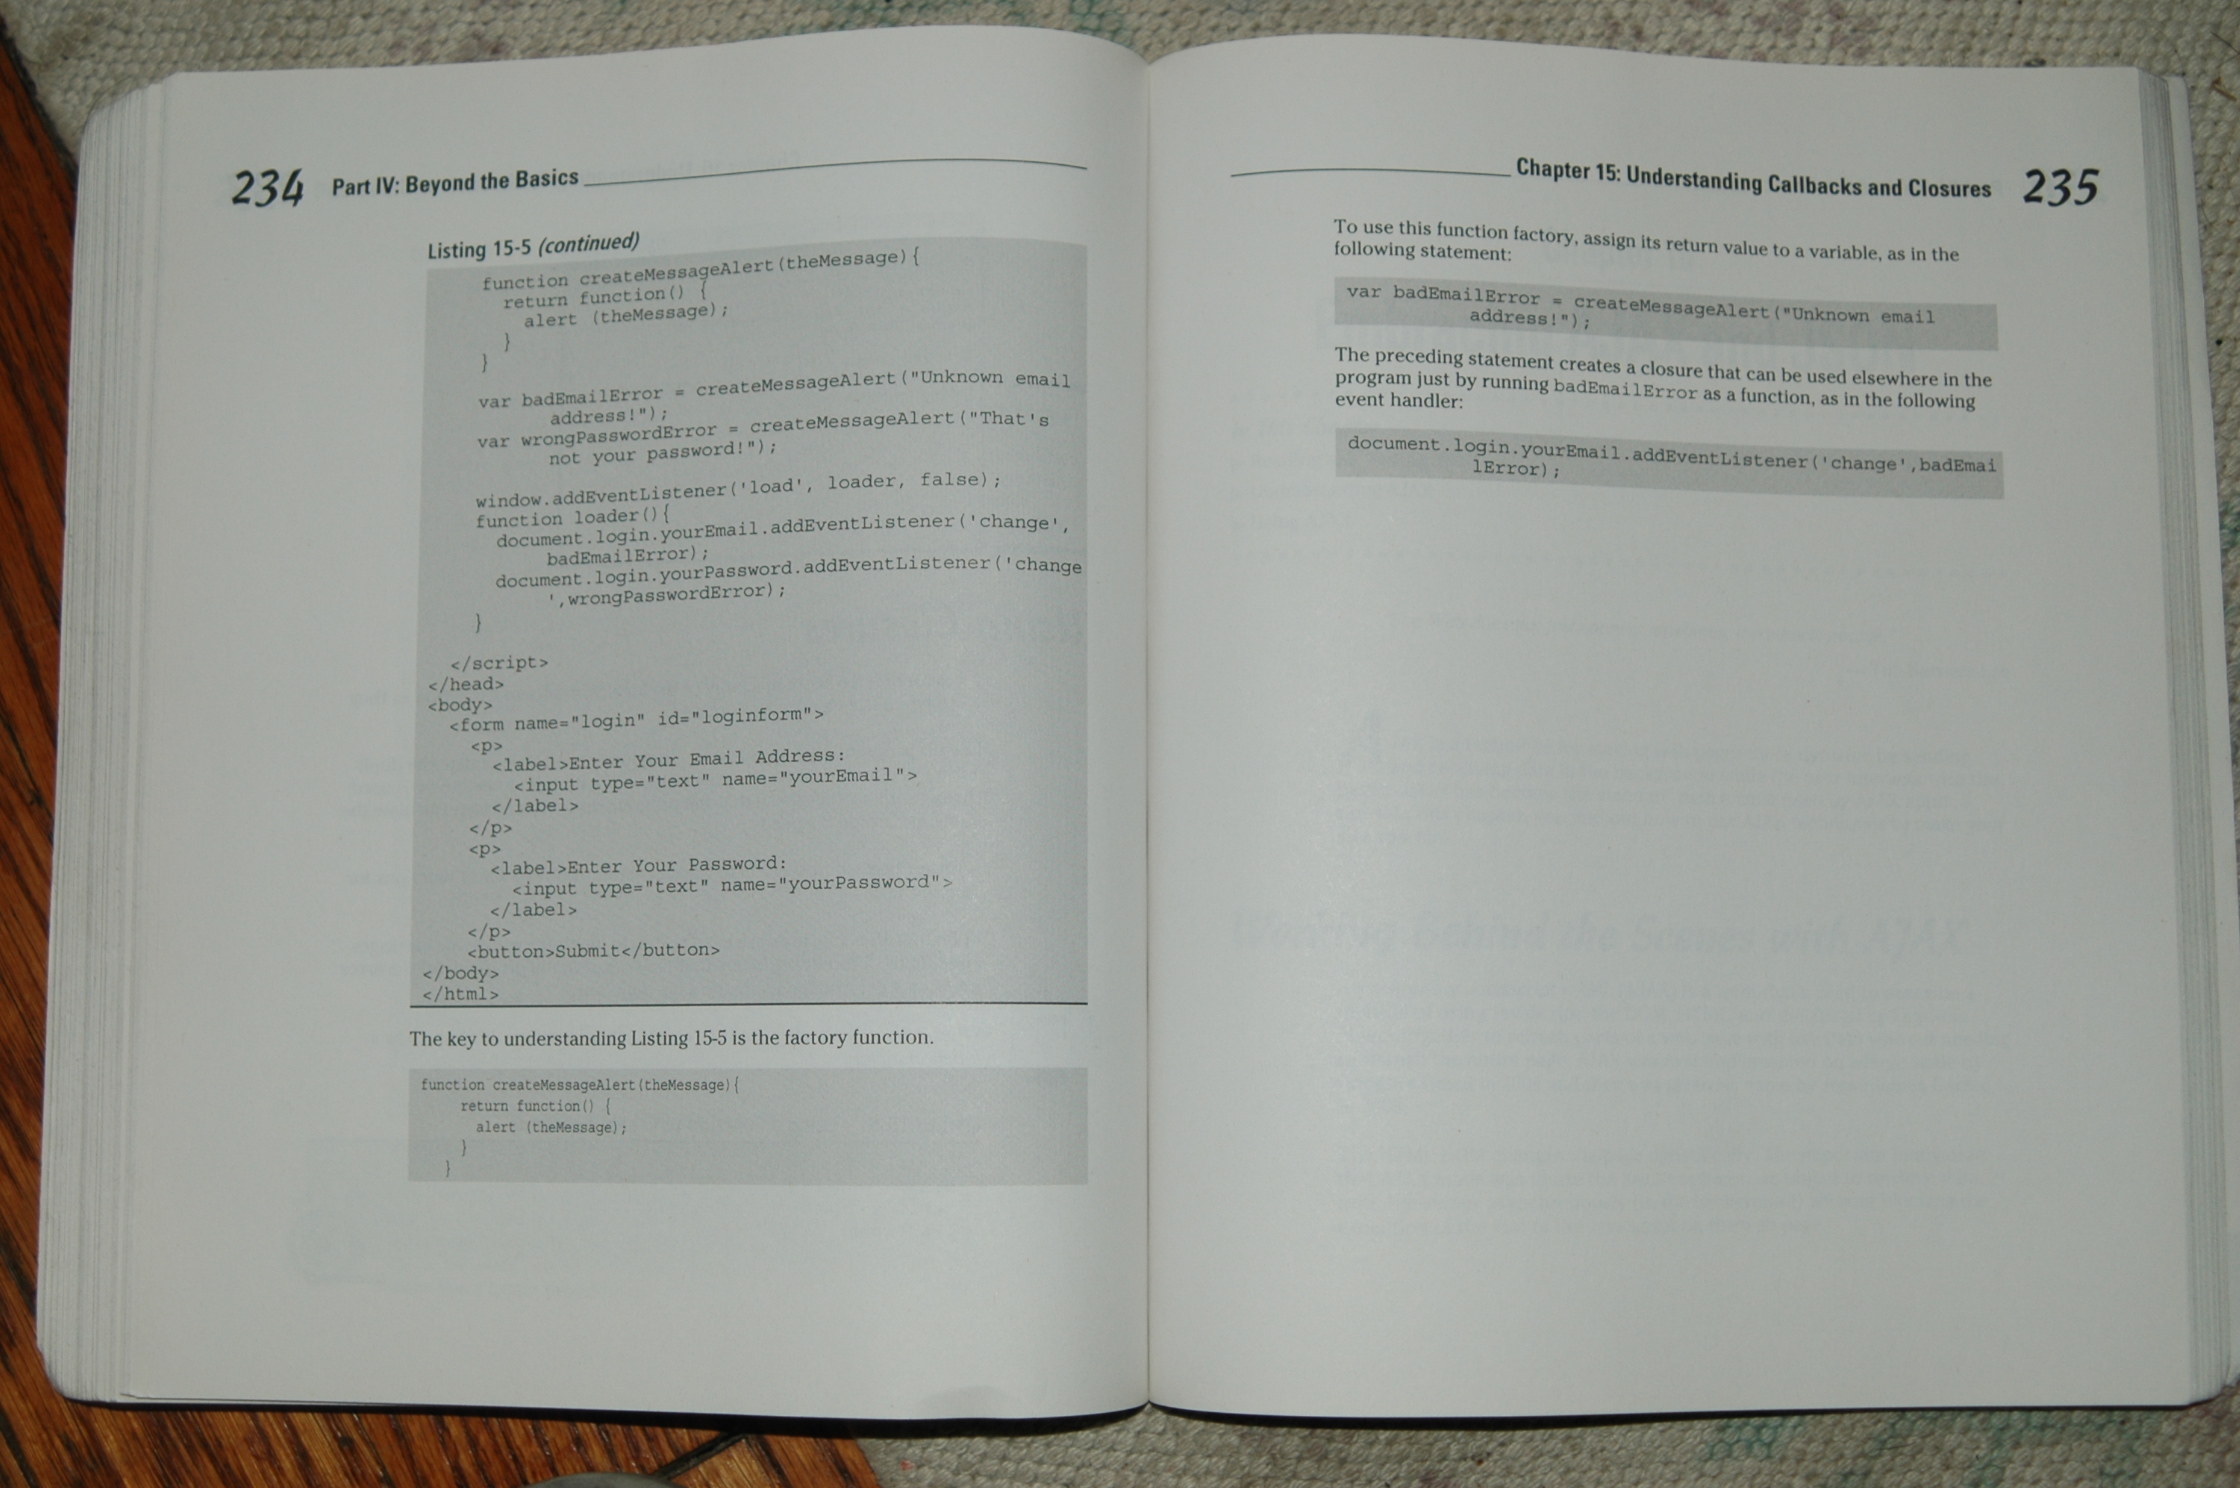 234 Part IV: Beyond the Basics
Listing 15-5 (continued)
function createMessageAlert(theMessage){
return function() {
alert (theMessage);
}
}
var badEmailError = createMessageAlert("Unknown email
address!");
var wrongPasswordError = createMessageAlert("That's
not your password!");
window.addEventListener('load', loader, false);
function loader(){
document.login.yourEmail.addEventListener('change',
badEmailError);
document.login.yourPassword.addEventListener('change
',wrongPasswordError);
}
</script>
</head>
<body>
<form name="login" id="loginform">
<p>
<label>Enter Your Email Address:
<input type="text" name="yourEmail">
</label>
</p>
<p>
<label>Enter Your Password:
<input type="text" name="yourPassword">
</label>
</p>
<button>Submit</button>
</body>
</html>
The key to understanding Listing 15-5 is the factory function.
function createMessageAlert(theMessage){
return function() {
alert (theMessage);
}
}
Chapter 15: Understanding Callbacks and Closures 235
To use this function factory, assign its return value to a variable, as in the
following statement:
var badEmailError = createMessageAlert("Unknown email
address!");
The preceding statement creates a closure that can be used elsewhere in the
program just by running badEmailError as a function, as in the following
event handler:
document.login.yourEmail.addEventListener('change',badEmai
lError);